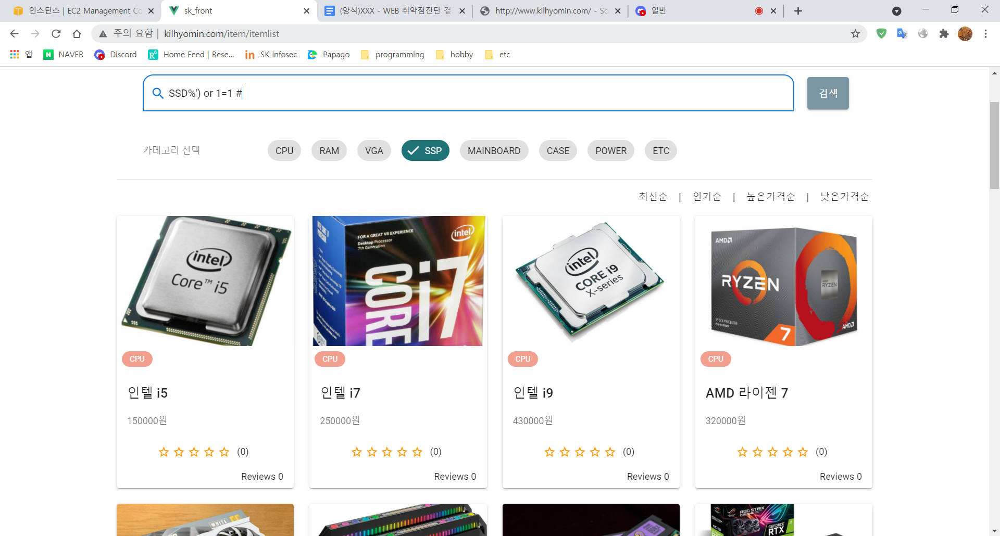 인스턴스 | EC2 Management Co
sk_front
(양식)XXX - WEB 취약점진단 결
http://www.kilhyomin.com/ - Sc
일반
주의 요함 | kilhyomin.com/item/itemlist
앱 NAVER Discord Home Feed | Rese... SK infosec Papago programming hobby etc
SSD%') or 1=1 #
검색
카테고리 선택 CPU RAM VGA SSP MAINBOARD CASE POWER ETC
최신순 | 인기순 | 높은가격순 | 낮은가격순
intel
Core™ i5
CPU
인텔 i5
150000원
(0)
Reviews 0
FOR A GREAT VR EXPERIENCE
Desktop Processor
7th Generation
intel
CORE i7
CPU
인텔 i7
250000원
(0)
Reviews 0
intel
CORE i9
X-series
CPU
인텔 i9
430000원
(0)
Reviews 0
AMD
RYZEN
RYZEN
7
AMD
CPU
AMD 라이젠 7
320000원
(0)
Reviews 0
WHITE
ROG STRIX
GEFORCE
RTX